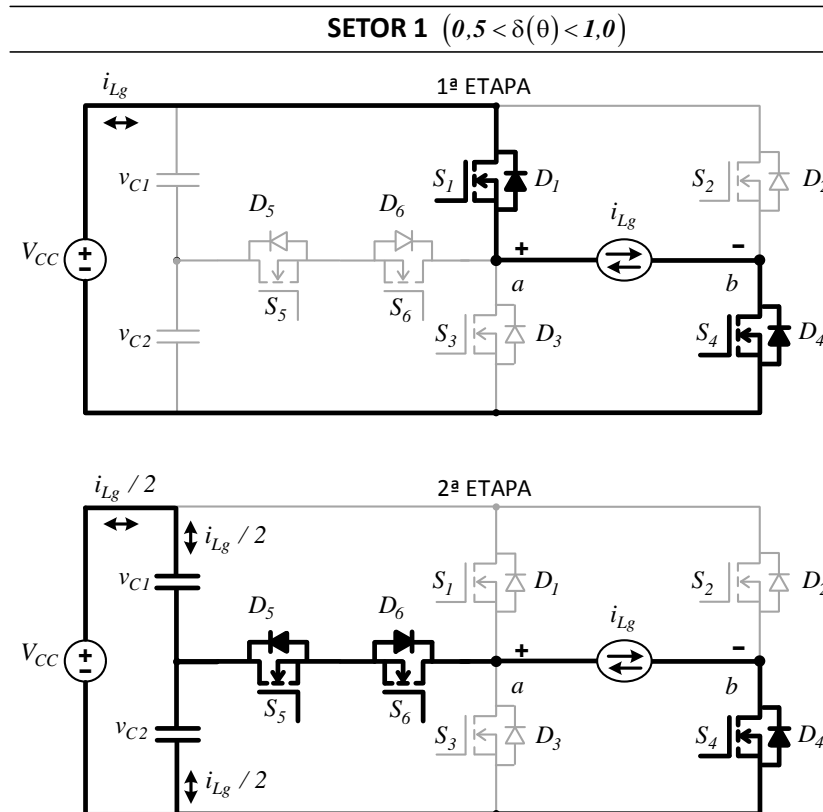 SETOR 1 (0,5 < δ(θ) < 1,0)
1ª ETAPA
i_Lg
v_C1
S_1 D_1
S_2 D_2
D_5 D_6
i_Lg
V_CC
+ −
+ −
a b
S_5 S_6
v_C2
S_3 D_3
S_4 D_4
i_Lg / 2
2ª ETAPA
i_Lg / 2
v_C1
S_1 D_1
S_2 D_2
D_5 D_6
i_Lg
V_CC
+ −
+ −
a b
S_5 S_6
v_C2
S_3 D_3
S_4 D_4
i_Lg / 2